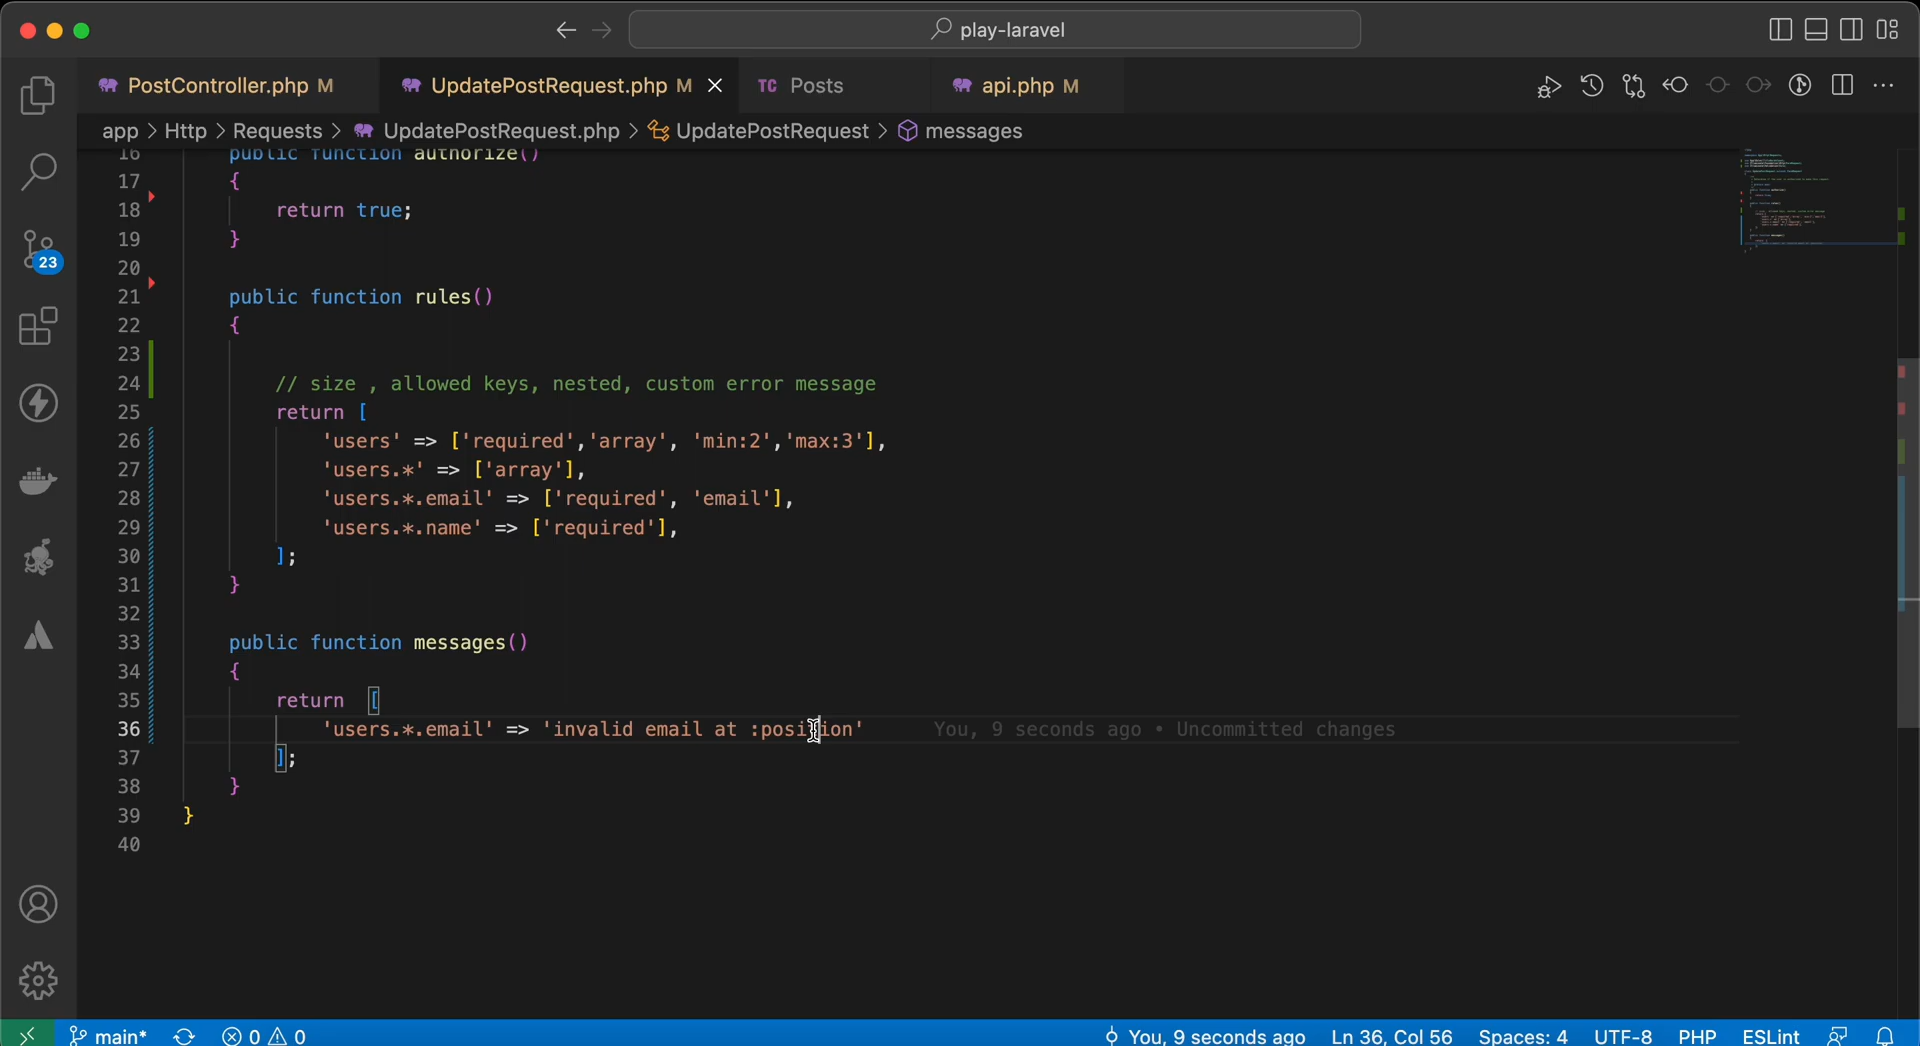 play-laravel
PostController.php M
UpdatePostRequest.php M
TC Posts
api.php M
app > Http > Requests > UpdatePostRequest.php > UpdatePostRequest > messages
16 public function authorize()
17 {
18 return true;
19 }
20
21 public function rules()
22 {
23
24 // size , allowed keys, nested, custom error message
25 return [
26 'users' => ['required','array', 'min:2','max:3'],
27 'users.*' => ['array'],
28 'users.*.email' => ['required', 'email'],
29 'users.*.name' => ['required'],
30 ];
31 }
32
33 public function messages()
34 {
35 return  [
36 'users.*.email' => 'invalid email at :position' You, 9 seconds ago • Uncommitted changes
37 ];
38 }
39 }
40
23
main* 0 0 You, 9 seconds ago Ln 36, Col 56 Spaces: 4 UTF-8 PHP ESLint